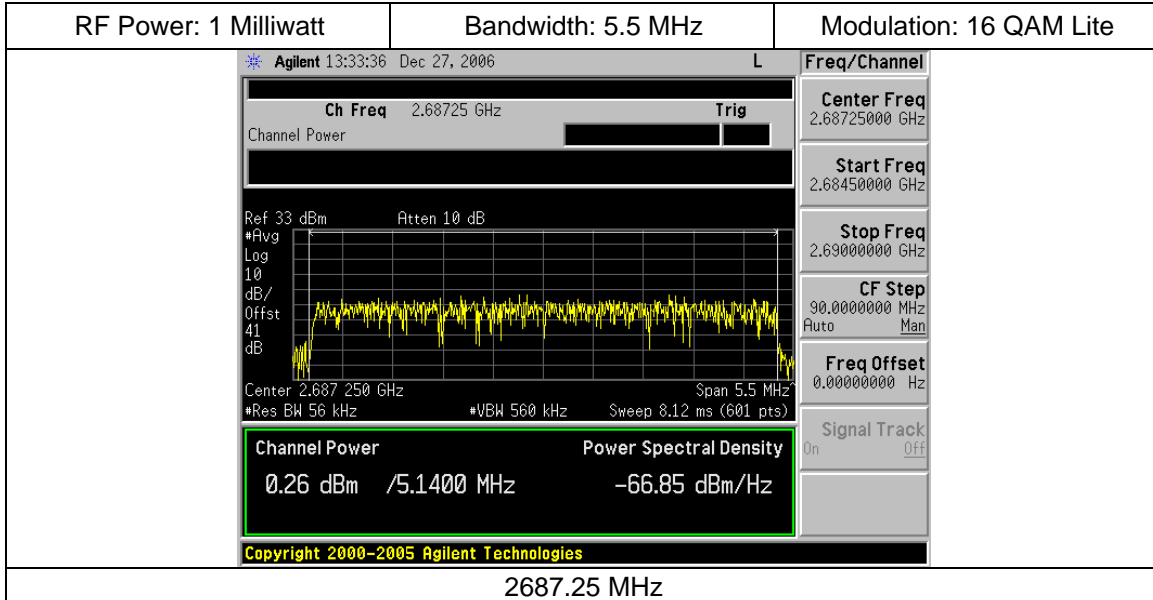 RF Power: 1 Milliwatt Bandwidth: 5.5 MHz Modulation: 16 QAM Lite
Agilent 13:33:36 Dec 27, 2006 L Freq/Channel
Ch Freq 2.68725 GHz Trig
Channel Power
Center Freq
2.68725000 GHz
Start Freq
2.68450000 GHz
Stop Freq
2.69000000 GHz
CF Step
90.0000000 MHz
Auto Man
Freq Offset
0.00000000 Hz
Signal Track
On Off
Ref 33 dBm Atten 10 dB
#Avg
Log
10
dB/
Offst
41
dB
Center 2.687 250 GHz Span 5.5 MHz^
#Res BW 56 kHz #VBW 560 kHz Sweep 8.12 ms (601 pts)
Channel Power Power Spectral Density
0.26 dBm /5.1400 MHz -66.85 dBm/Hz
Copyright 2000-2005 Agilent Technologies
2687.25 MHz